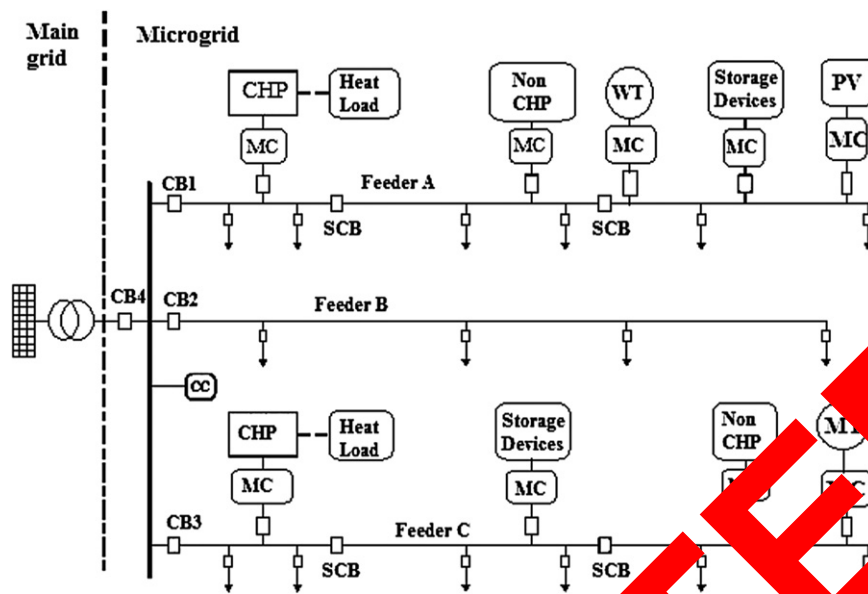 Main
grid
Microgrid
CHP
Heat
Load
Non
CHP
WT
Storage
Devices
PV
MC
MC
MC
MC
MC
CB1
Feeder A
SCB
SCB
CB4
CB2
Feeder B
CC
CHP
Heat
Load
Storage
Devices
Non
CHP
MC
MC
CB3
Feeder C
SCB
SCB